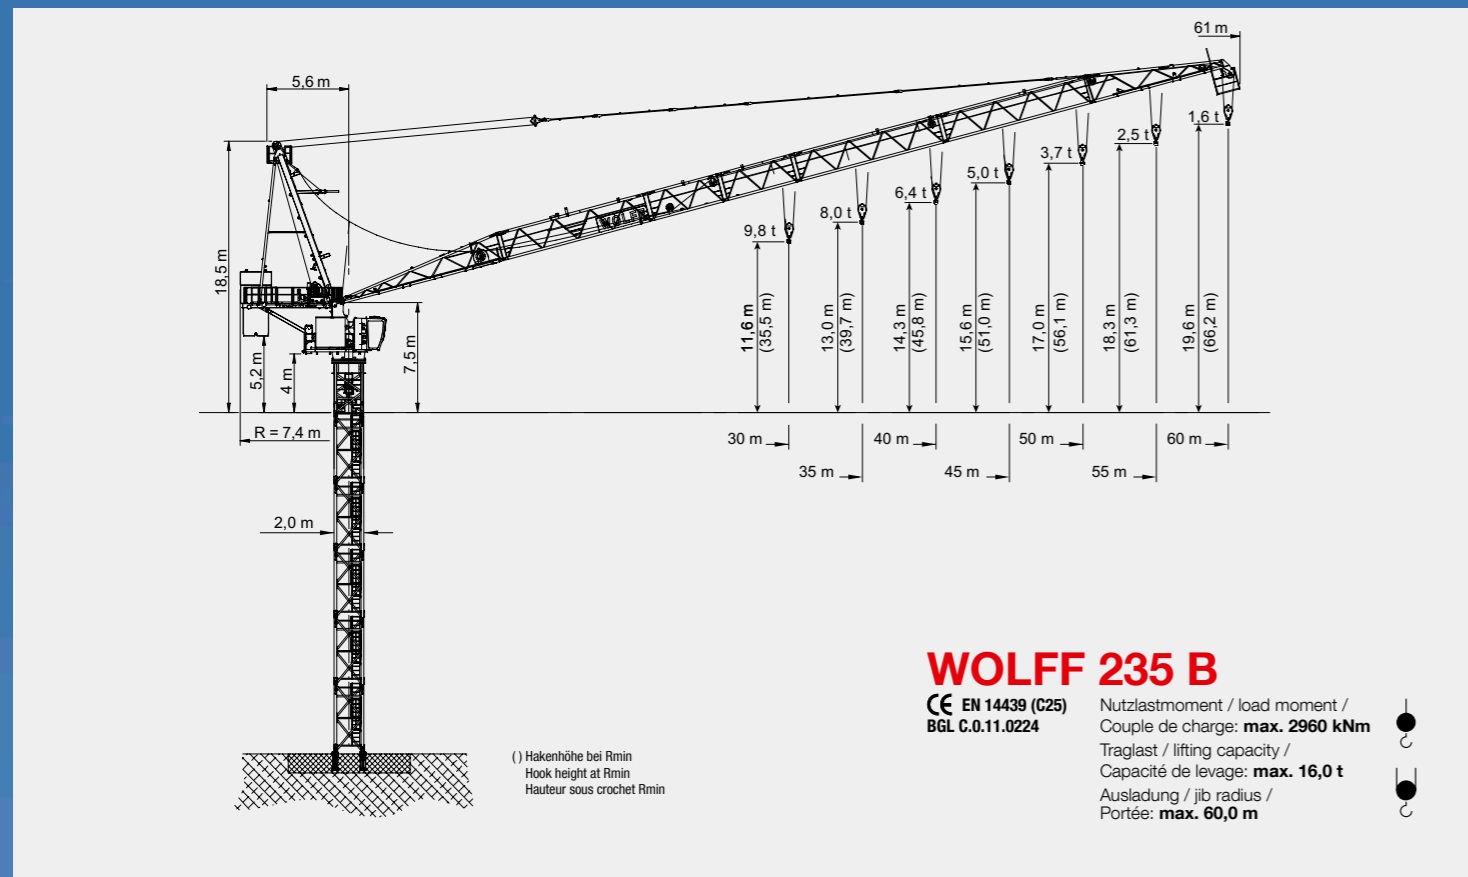 61 m
5,6 m
18,5 m
WOLFF
9,8 t
8,0 t
6,4 t
5,0 t
3,7 t
2,5 t
1,6 t
11,6 m
(35,5 m)
13,0 m
(39,7 m)
14,3 m
(45,8 m)
15,6 m
(51,0 m)
17,0 m
(56,1 m)
18,3 m
(61,3 m)
19,6 m
(66,2 m)
5,2 m
4 m
7,5 m
R = 7,4 m
30 m
35 m
40 m
45 m
50 m
55 m
60 m
2,0 m
( ) Hakenhöhe bei Rmin
Hook height at Rmin
Hauteur sous crochet Rmin
WOLFF 235 B
CE EN 14439 (C25)
BGL C.0.11.0224
Nutzlastmoment / load moment /
Couple de charge: max. 2960 kNm
Traglast / lifting capacity /
Capacité de levage: max. 16,0 t
Ausladung / jib radius /
Portée: max. 60,0 m